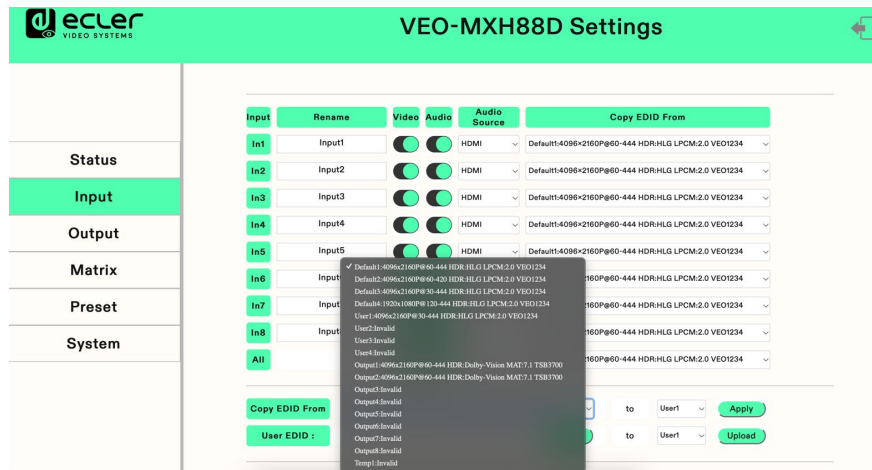 ecler
VIDEO SYSTEMS
VEO-MXH88D Settings
Status
Input
Output
Matrix
Preset
System
Input Rename Video Audio Audio Source Copy EDID From
In1 Input1 HDMI Default1:4096×2160P@60-444 HDR:HLG LPCM:2.0 VEO1234
In2 Input2 HDMI Default1:4096×2160P@60-444 HDR:HLG LPCM:2.0 VEO1234
In3 Input3 HDMI Default1:4096×2160P@60-444 HDR:HLG LPCM:2.0 VEO1234
In4 Input4 HDMI Default1:4096×2160P@60-444 HDR:HLG LPCM:2.0 VEO1234
In5 Input5 HDMI Default1:4096×2160P@60-444 HDR:HLG LPCM:2.0 VEO1234
In6 Input 2160P@60-444 HDR:HLG LPCM:2.0 VEO1234
In7 Input 2160P@60-444 HDR:HLG LPCM:2.0 VEO1234
In8 Input 2160P@60-444 HDR:HLG LPCM:2.0 VEO1234
All 2160P@60-444 HDR:HLG LPCM:2.0 VEO1234
✓ Default1:4096x2160P@60-444 HDR:HLG LPCM:2.0 VEO1234
Default2:4096x2160P@60-420 HDR:HLG LPCM:2.0 VEO1234
Default3:4096x2160P@30-444 HDR:HLG LPCM:2.0 VEO1234
Default4:1920x1080P@120-444 HDR:HLG LPCM:2.0 VEO1234
User1:4096x2160P@30-444 HDR:HLG LPCM:2.0 VEO1234
User2:Invalid
User3:Invalid
User4:Invalid
Output1:4096x2160P@60-444 HDR:Dolby-Vision MAT:7.1 TSB3700
Output2:4096x2160P@60-444 HDR:Dolby-Vision MAT:7.1 TSB3700
Output3:Invalid
Output4:Invalid
Output5:Invalid
Output6:Invalid
Output7:Invalid
Output8:Invalid
Temp1:Invalid
Copy EDID From to User1 Apply
User EDID : to User1 Upload